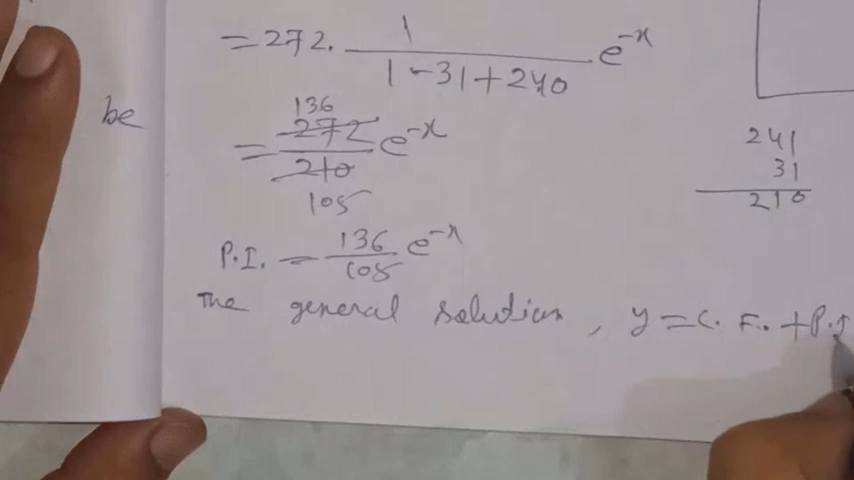 = 272. 1 / 1-31+240 e^-x
be
136
= 272 / 210 e^-x
105
241
31
210
P.I. = 136 / 105 e^-x
The general solution, y = C. F. + P.I